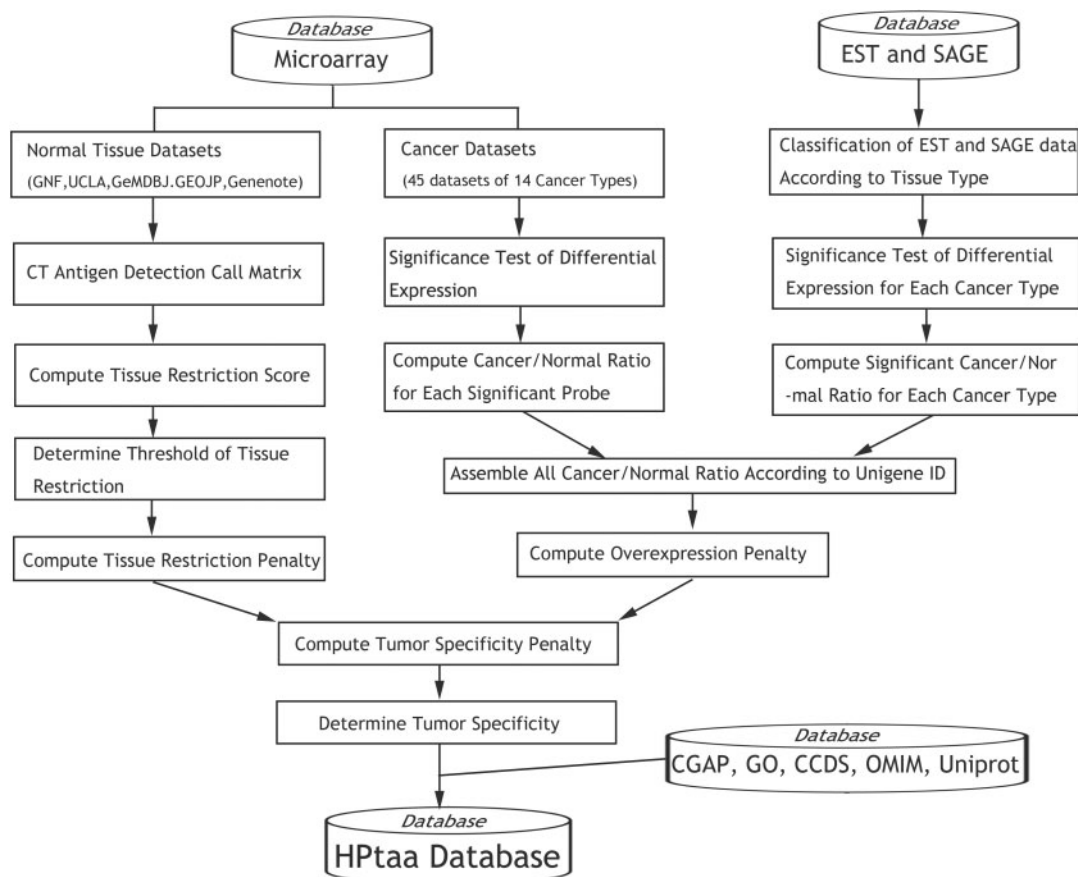 Database
Microarray
Database
EST and SAGE
Normal Tissue Datasets
(GNF,UCLA,GeMDBJ.GEOJP,Genenote)
Cancer Datasets
(45 datasets of 14 Cancer Types)
Classification of EST and SAGE data
According to Tissue Type
CT Antigen Detection Call Matrix
Significance Test of Differential
Expression
Significance Test of Differential
Expression for Each Cancer Type
Compute Tissue Restriction Score
Compute Cancer/Normal Ratio
for Each Significant Probe
Compute Significant Cancer/Nor
-mal Ratio for Each Cancer Type
Determine Threshold of Tissue
Restriction
Assemble All Cancer/Normal Ratio According to Unigene ID
Compute Tissue Restriction Penalty
Compute Overexpression Penalty
Compute Tumor Specificity Penalty
Determine Tumor Specificity
Database
CGAP, GO, CCDS, OMIM, Uniprot
Database
HPtaa Database